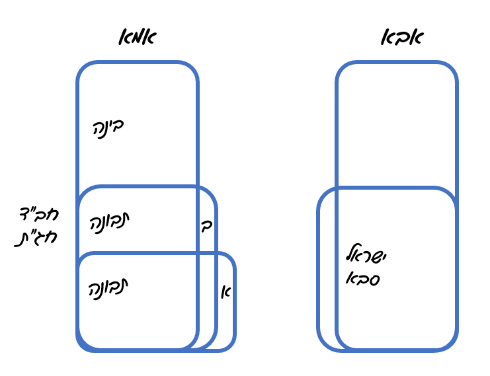 אמא
אבא
בינה
חב"ד
חג"ת
תבונה
ב
תבונה
א
ישראל
סבא